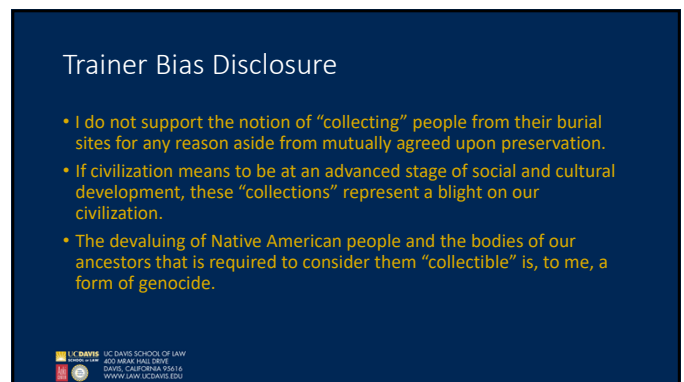 Trainer Bias Disclosure
• I do not support the notion of “collecting” people from their burial
sites for any reason aside from mutually agreed upon preservation.
• If civilization means to be at an advanced stage of social and cultural
development, these “collections” represent a blight on our
civilization.
• The devaluing of Native American people and the bodies of our
ancestors that is required to consider them “collectible” is, to me, a
form of genocide.
UCDAVIS
SCHOOL OF LAW
UC DAVIS SCHOOL OF LAW
400 MRAK HALL DRIVE
DAVIS, CALIFORNIA 95616
WWW.LAW.UCDAVIS.EDU